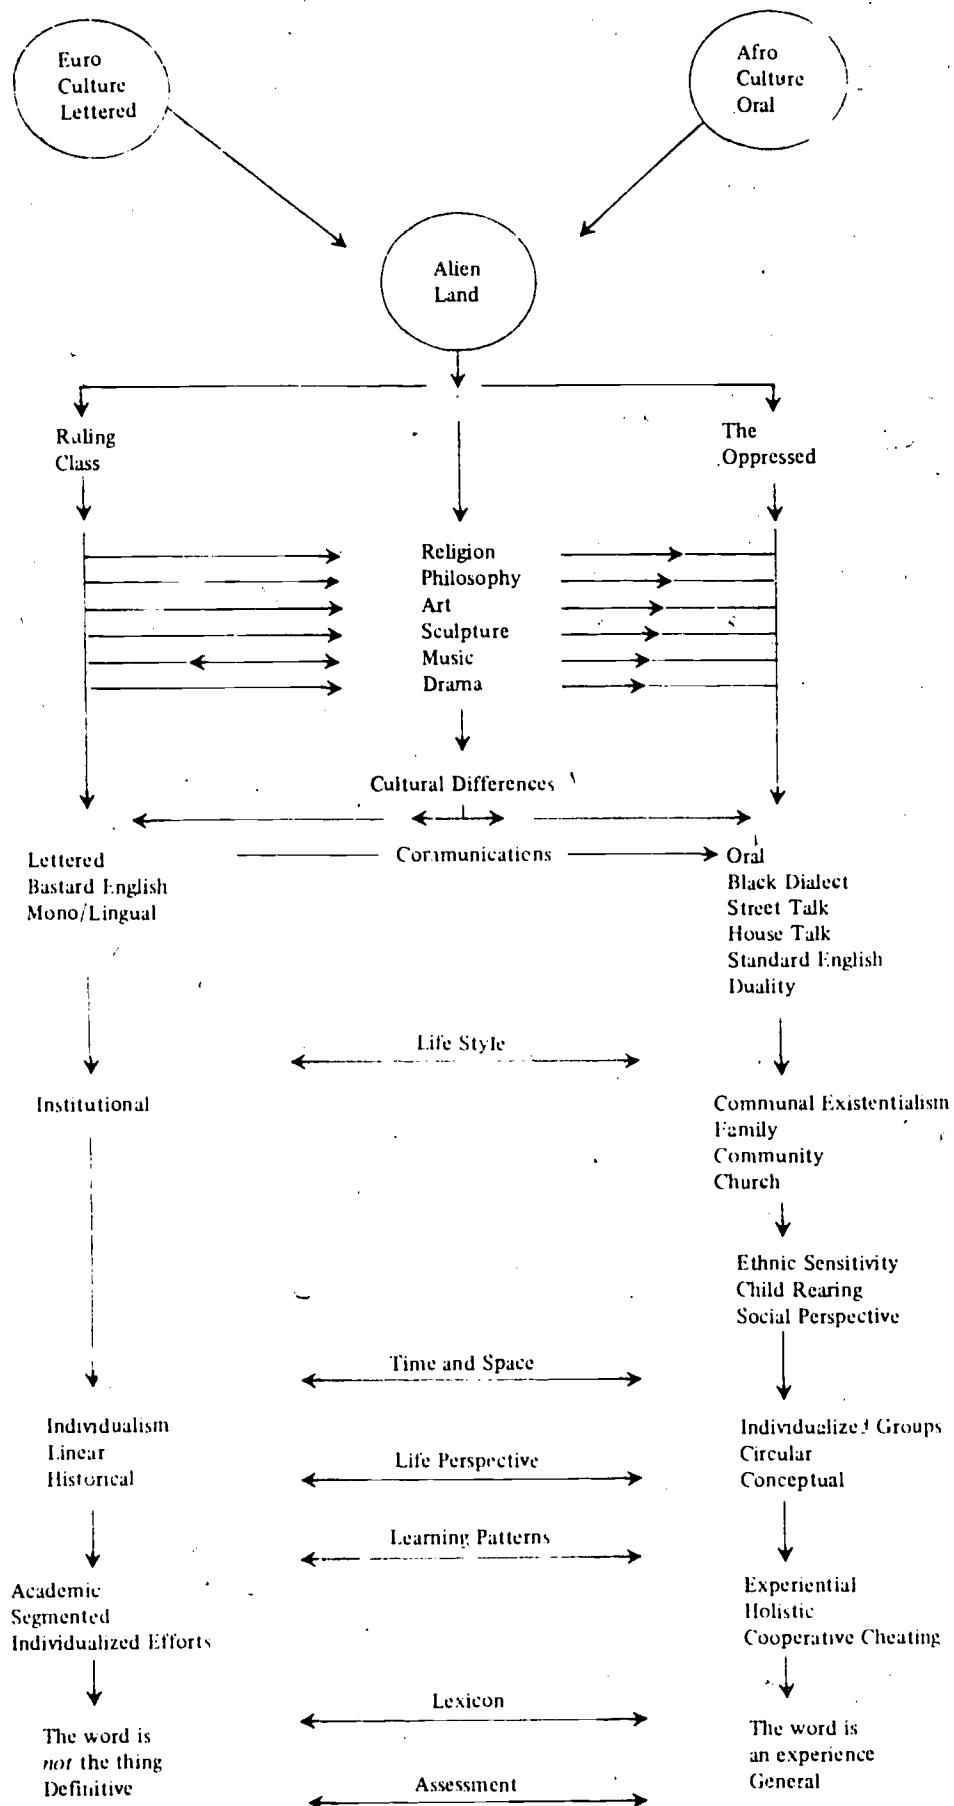 Euro
Culture
Lettered
Afro
Culture
Oral
Alien
Land
Ruling
Class
The
Oppressed
Religion
Philosophy
Art
Sculpture
Music
Drama
Cultural Differences
Communications
Lettered
Bastard English
Mono/Lingual
Oral
Black Dialect
Street Talk
House Talk
Standard English
Duality
Life Style
Institutional
Communal Existentialism
Family
Community
Church
Ethnic Sensitivity
Child Rearing
Social Perspective
Time and Space
Individualism
Linear
Historical
Life Perspective
Individualized Groups
Circular
Conceptual
Learning Patterns
Academic
Segmented
Individualized Efforts
Experiential
Holistic
Cooperative Cheating
Lexicon
The word is
not the thing
Definitive
The word is
an experience
General
Assessment